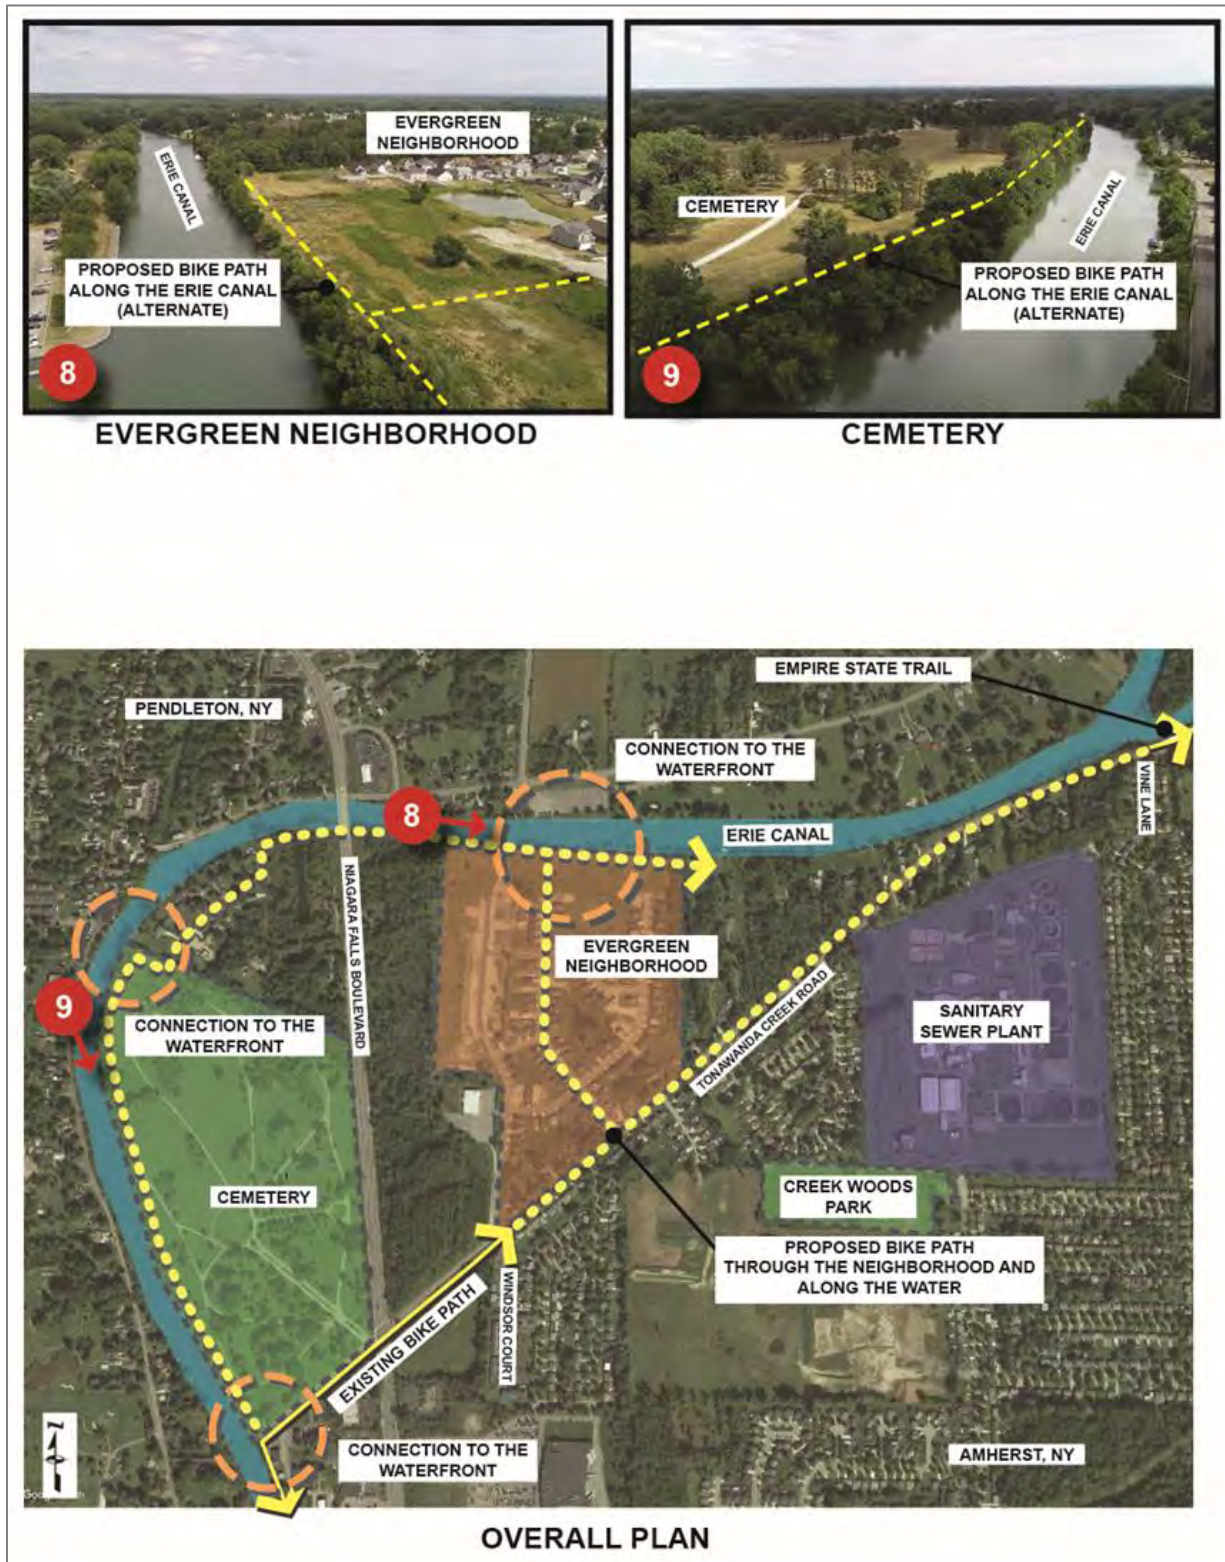 EVERGREEN
NEIGHBORHOOD
ERIE CANAL
PROPOSED BIKE PATH
ALONG THE ERIE CANAL
(ALTERNATE)
8
EVERGREEN NEIGHBORHOOD
CEMETERY
ERIE CANAL
PROPOSED BIKE PATH
ALONG THE ERIE CANAL
(ALTERNATE)
9
CEMETERY
EMPIRE STATE TRAIL
PENDLETON, NY
CONNECTION TO THE
WATERFRONT
VINE LANE
8
ERIE CANAL
NIAGARA FALLS BOULEVARD
EVERGREEN
NEIGHBORHOOD
9
CONNECTION TO THE
WATERFRONT
TONAWANDA CREEK ROAD
SANITARY
SEWER PLANT
CEMETERY
CREEK WOODS
PARK
PROPOSED BIKE PATH
THROUGH THE NEIGHBORHOOD AND
ALONG THE WATER
WINDSOR COURT
EXISTING BIKE PATH
CONNECTION TO THE
WATERFRONT
AMHERST, NY
OVERALL PLAN